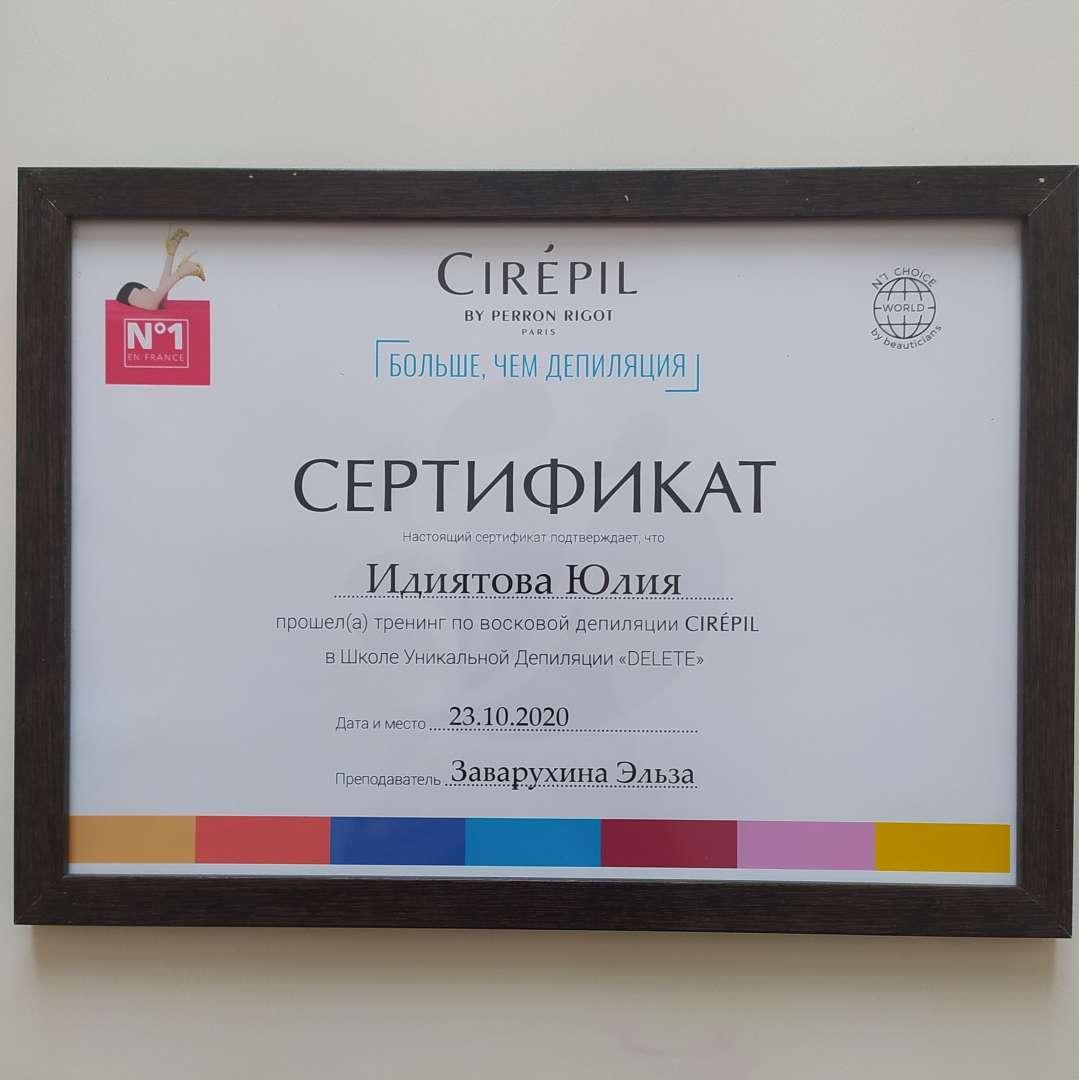 CIRÉPIL
BY PERRON RIGOT
PARIS
БОЛЬШЕ, ЧЕМ ДЕПИЛЯЦИЯ
N°1
EN FRANCE
N°1 CHOICE
WORLD
by beauticians
СЕРТИФИКАТ
Настоящий сертификат подтверждает, что
Идиятова Юлия
прошел(а) тренинг по восковой депиляции CIRÉPIL
в Школе Уникальной Депиляции «DELETE»
Дата и место 23.10.2020
Преподаватель Заварухина Эльза